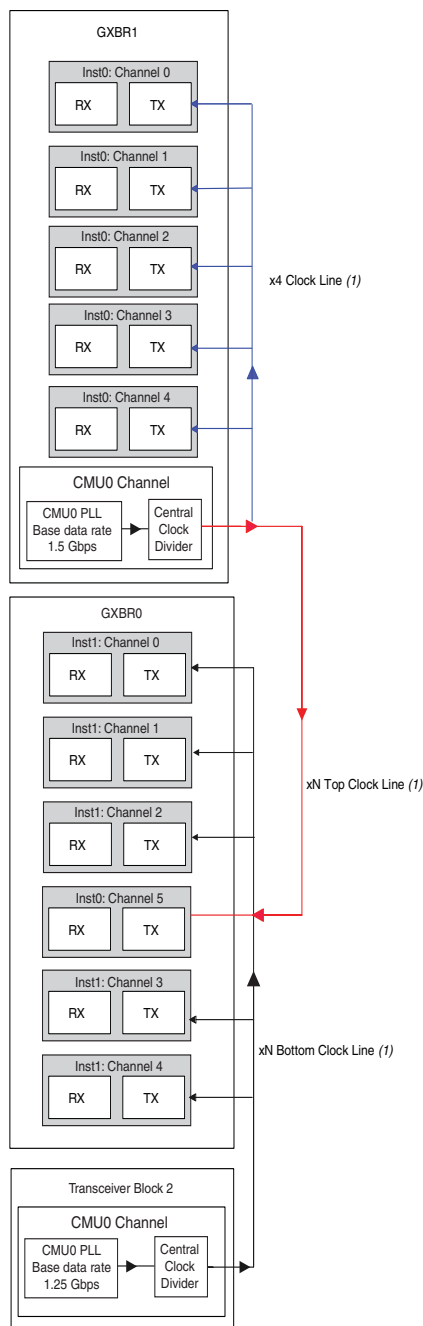 GXBR1
Inst0: Channel 0
RX
TX
Inst0: Channel 1
RX
TX
Inst0: Channel 2
RX
TX
x4 Clock Line (1)
Inst0: Channel 3
RX
TX
Inst0: Channel 4
RX
TX
CMU0 Channel
CMU0 PLL
Base data rate
1.5 Gbps
Central
Clock
Divider
GXBR0
Inst1: Channel 0
RX
TX
Inst1: Channel 1
RX
TX
xN Top Clock Line (1)
Inst1: Channel 2
RX
TX
Inst0: Channel 5
RX
TX
Inst1: Channel 3
RX
TX
xN Bottom Clock Line (1)
Inst1: Channel 4
RX
TX
Transceiver Block 2
CMU0 Channel
CMU0 PLL
Base data rate
1.25 Gbps
Central
Clock
Divider